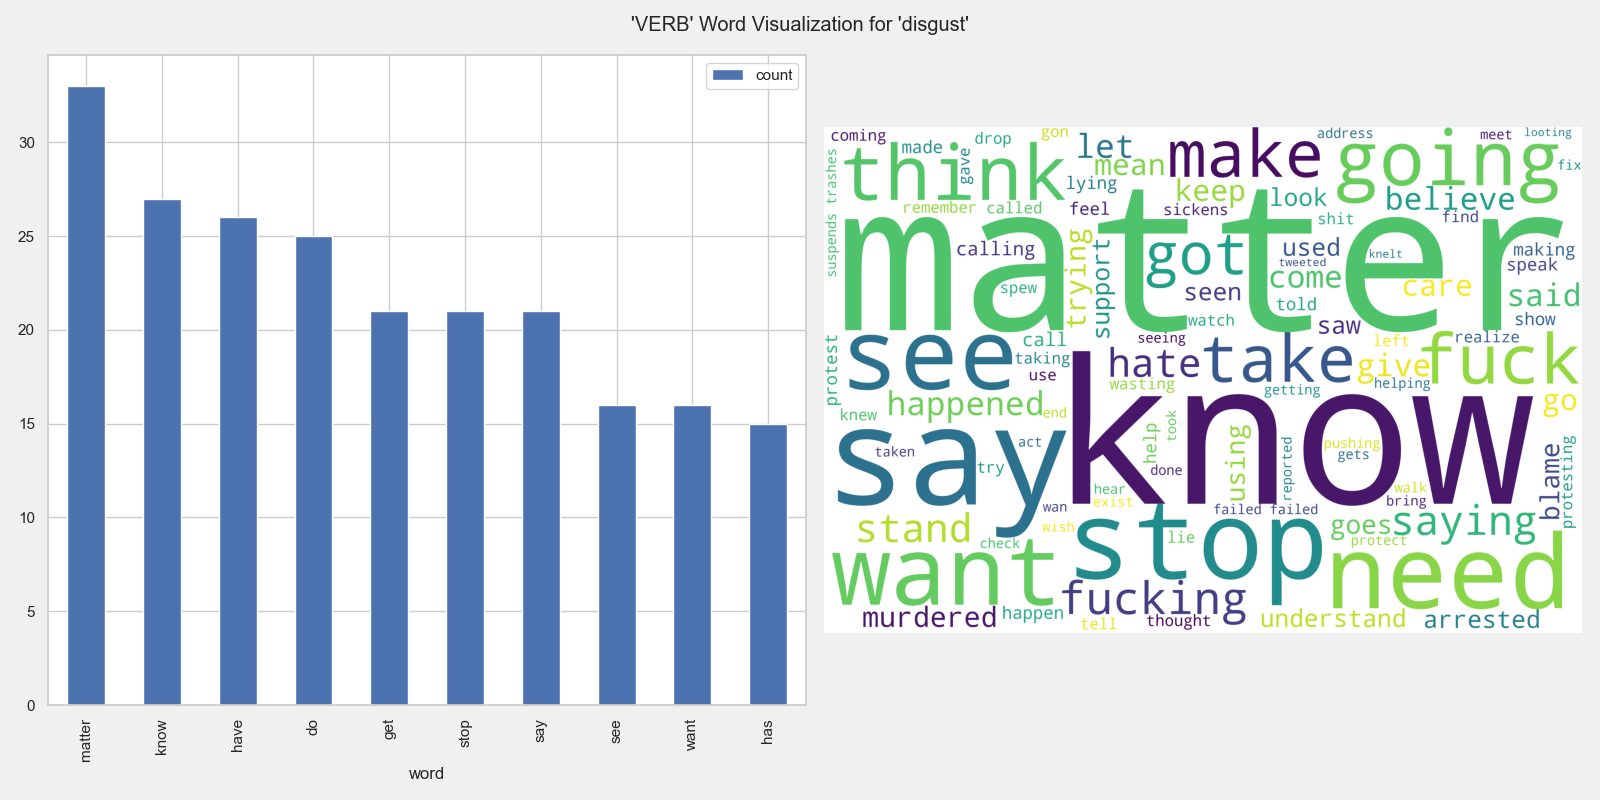 'VERB' Word Visualization for 'disgust'
count
30
25
20
15
10
5
0
matter
know
have
do
get
stop
say
see
want
has
word
coming
made
drop
gon
let
make
going
address
meet
looting
trashes
think
gave
mean
fix
lying
keep
look
believe
remember
called
feel
sickens
shit
find
matter
suspends
calling
trying
support
got
used
tweeted
knelt
making
speak
spew
seen
come
care
said
told
watch
saw
show
protest
see
call
seeing
left
realize
taking
hate
take
give
fuck
use
wasting
getting
helping
knew
happened
end
know
go
say
taken
act
help
took
using
reported
pushing
gets
blame
protesting
try
done
hear
exist
walk
bring
wan
failed failed
stand
wish
stop
lie
goes
saying
check
protect
want
need
fucking
murdered
happen
tell
thought
understand
arrested